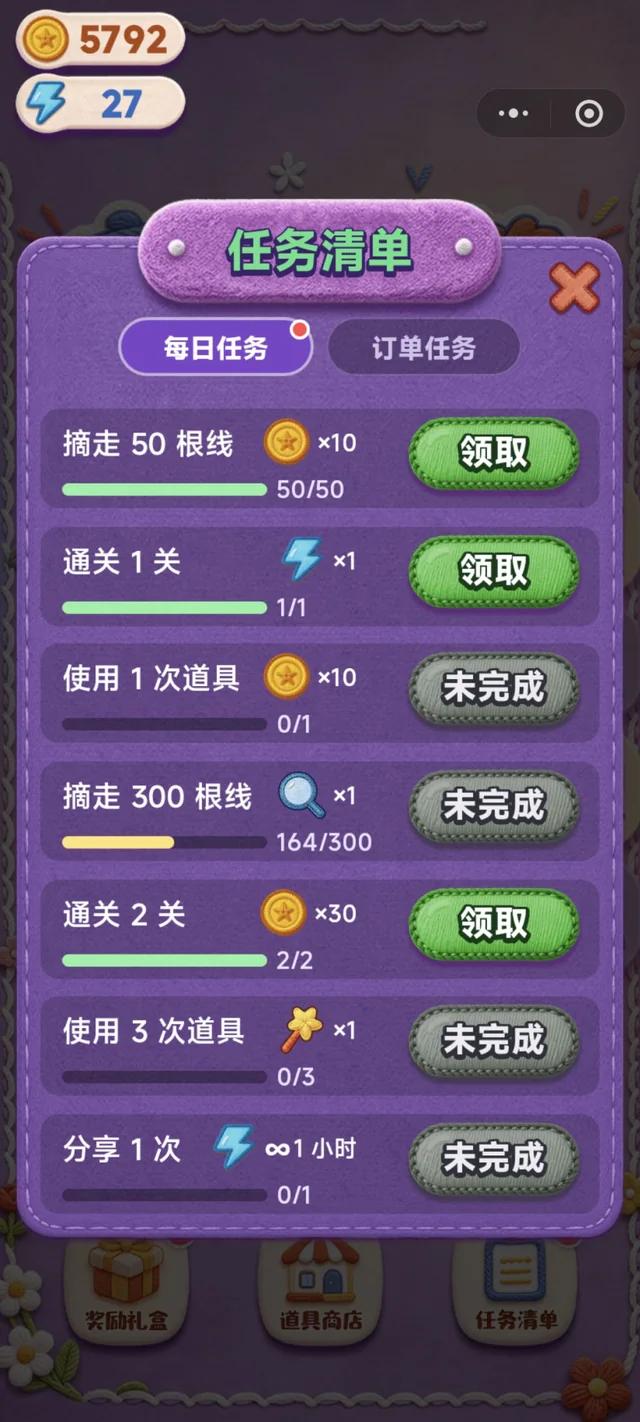 5792
27
任务清单
每日任务
订单任务
摘走 50 根线
×10
领取
50/50
通关 1 关
×1
领取
1/1
使用 1 次道具
×10
未完成
0/1
摘走 300 根线
×1
未完成
164/300
通关 2 关
×30
领取
2/2
使用 3 次道具
×1
未完成
0/3
分享 1 次
∞1 小时
未完成
0/1
奖励礼盒
道具商店
任务清单